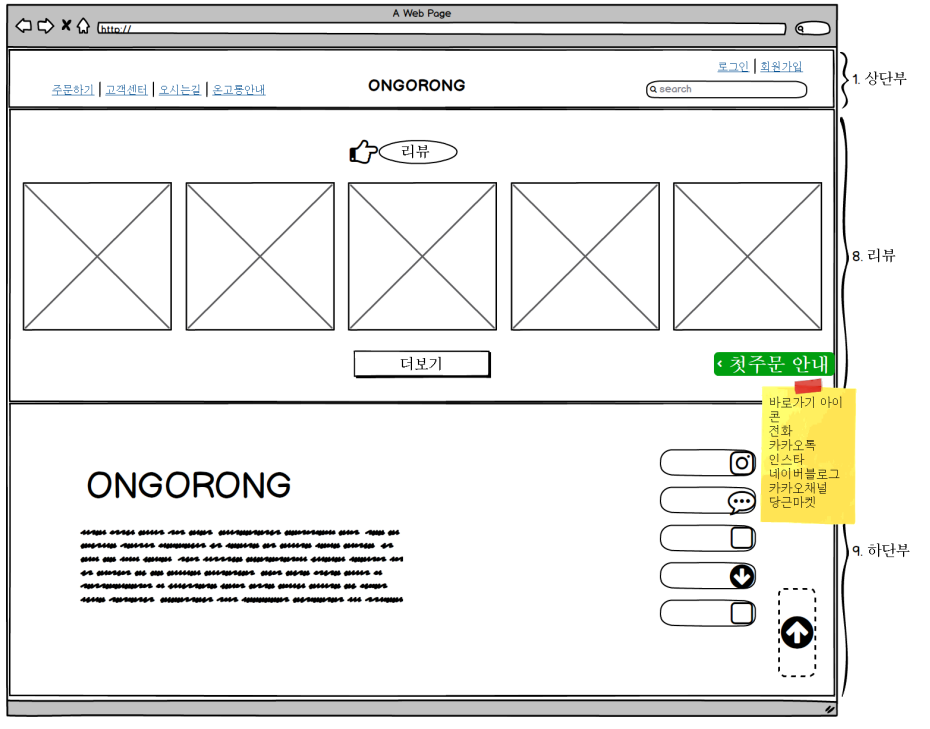 A Web Page
http://
로그인 | 회원가입
주문하기 | 고객센터 | 오시는길 | 온고롱안내
ONGORONG
search
1. 상단부
리뷰
8. 리뷰
더보기
‹ 첫주문 안내
바로가기 아이
콘
전화
카카오톡
인스타
네이버블로그
카카오채널
당근마켓
ONGORONG
9. 하단부